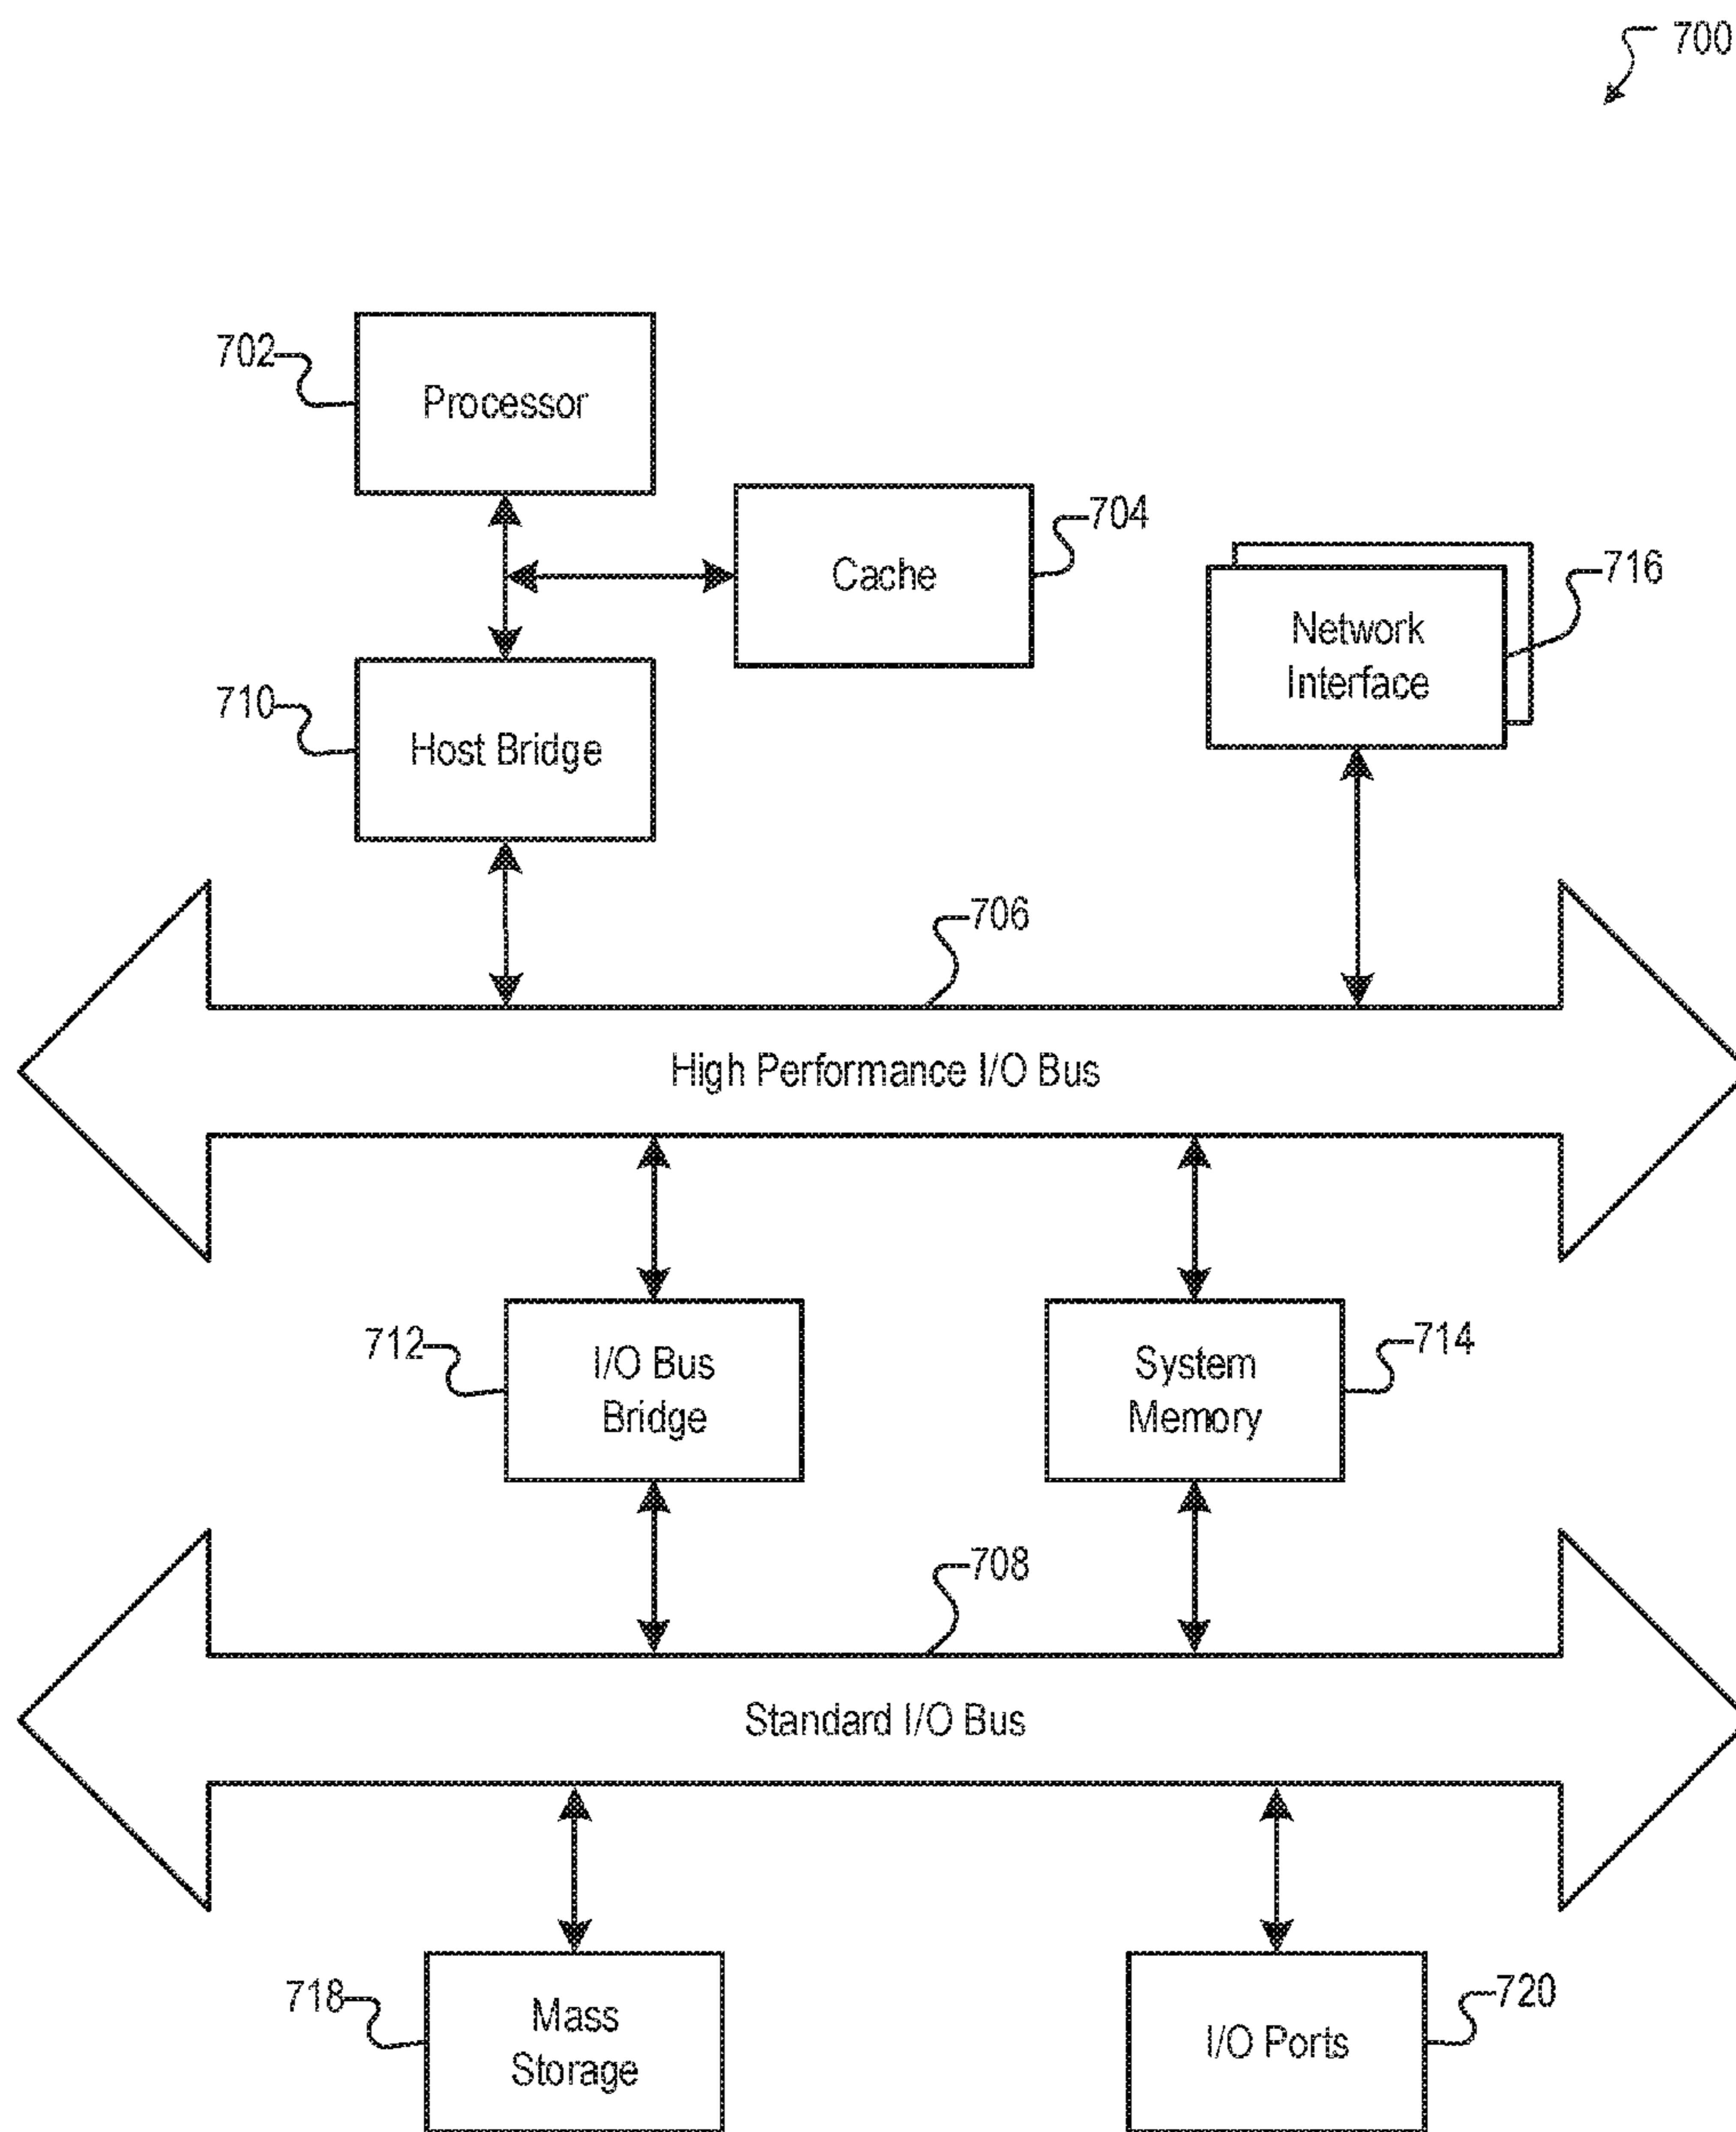 700
702
Processor
704
Cache
716
Network
Interface
710
Host Bridge
706
High Performance I/O Bus
712
I/O Bus
Bridge
System
Memory
714
708
Standard I/O Bus
718
Mass
Storage
I/O Ports
720